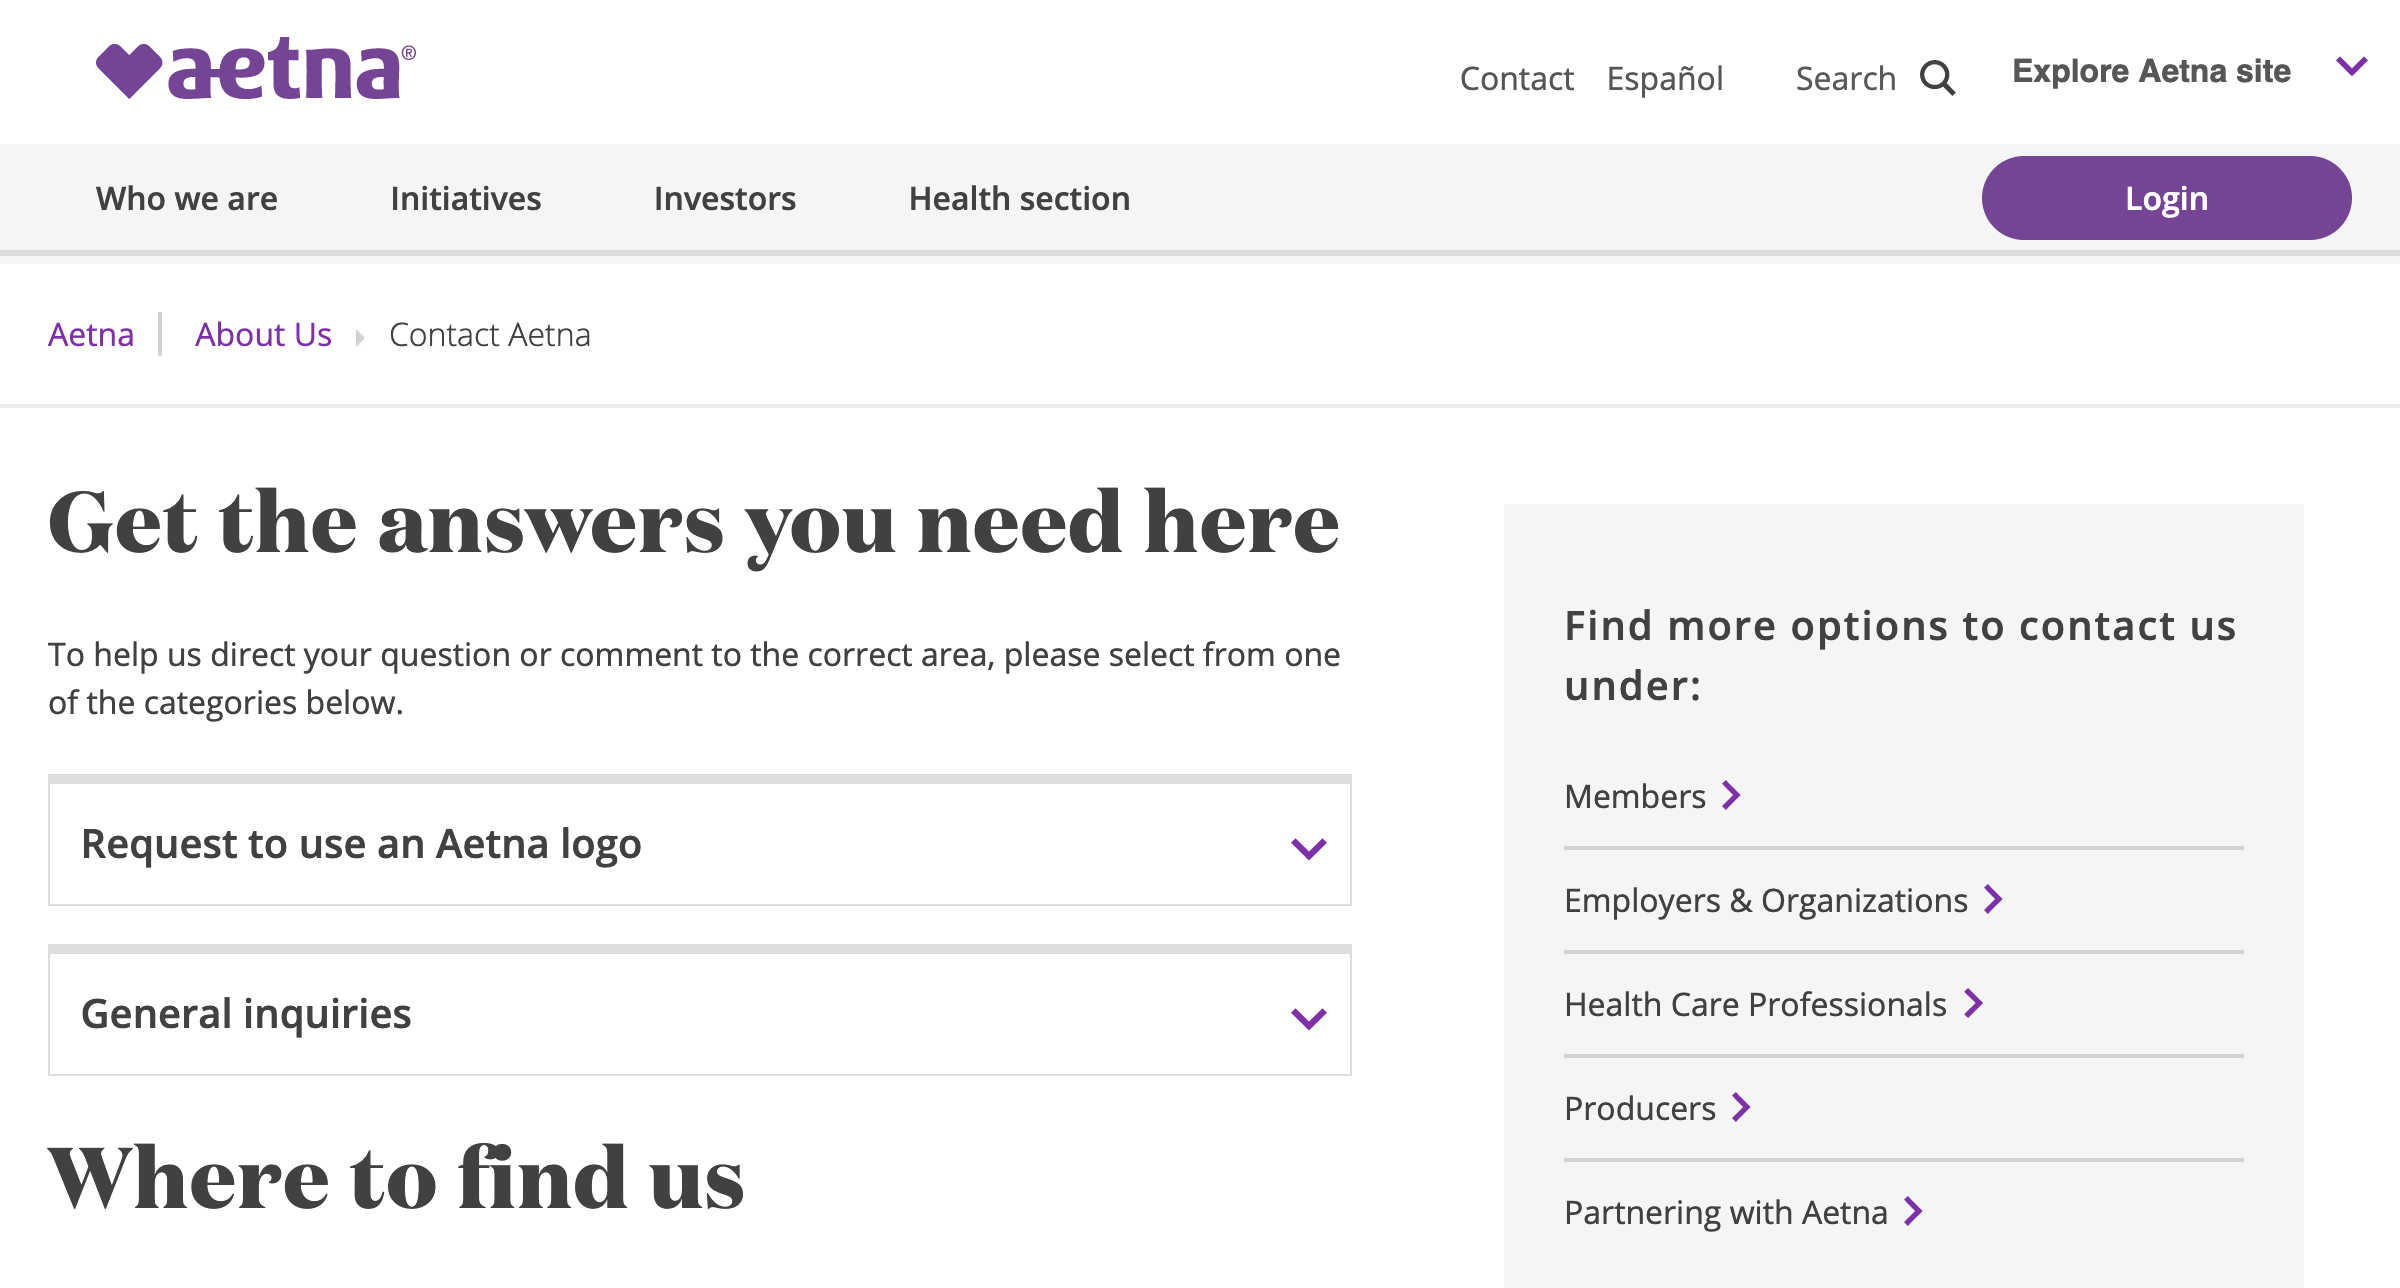 aetna®
Contact Español Search Explore Aetna site
Who we are Initiatives Investors Health section Login
Aetna About Us Contact Aetna
Get the answers you need here
To help us direct your question or comment to the correct area, please select from one
of the categories below.
Request to use an Aetna logo
General inquiries
Where to find us
Find more options to contact us
under:
Members
Employers & Organizations
Health Care Professionals
Producers
Partnering with Aetna